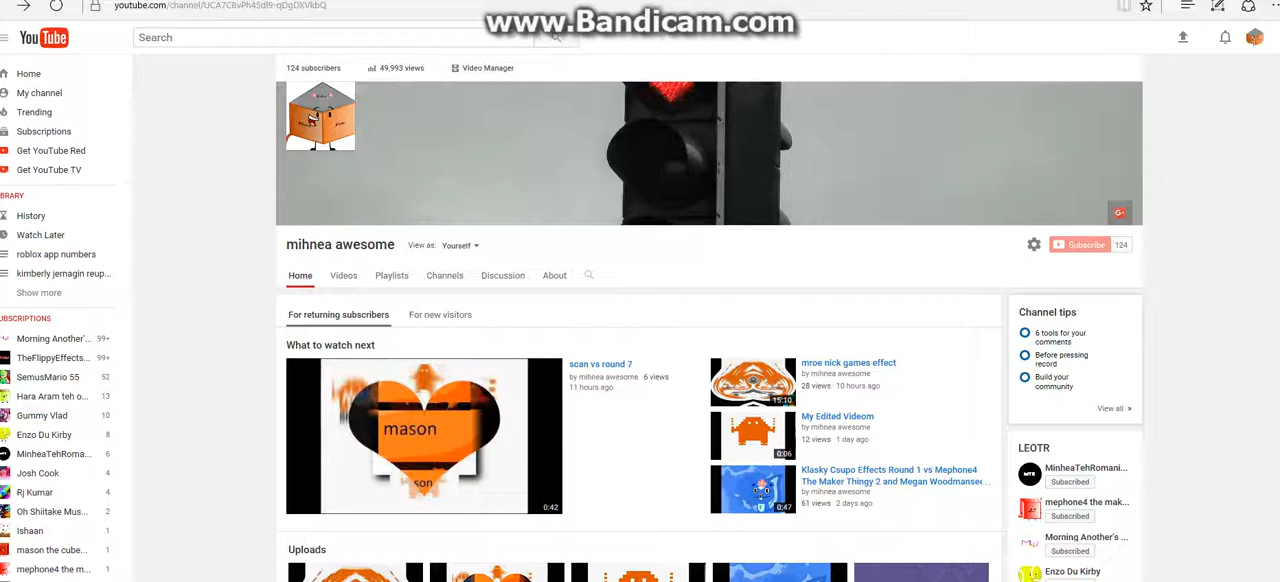 youtube.com/channel/UCA7CBvPh45dl9-qDgDXVkbQ
www.Bandicam.com
YouTube
Search
124 subscribers
49,993 views
Video Manager
Home
My channel
Trending
Subscriptions
Get YouTube Red
Get YouTube TV
IBRARY
History
Watch Later
roblox app numbers
kimberly jernagin reup...
Show more
UBSCRIPTIONS
Morning Another'... 99+
TheFlippyEffects... 99+
SemusMario 55 52
Hara Aram teh o... 13
Gummy Vlad 10
Enzo Du Kirby 8
MinheaTehRoma... 5
Josh Cook 4
Rj Kumar 4
Oh Shiitake Mus... 2
Ishaan 1
mason the cube... 1
mephone4 the m... 1
G+
mihnea awesome
View as: Yourself
Subscribe 124
Home
Videos
Playlists
Channels
Discussion
About
For returning subscribers
For new visitors
What to watch next
mason
son
0:42
scan vs round 7
by mihnea awesome 6 views
11 hours ago
15:10
mroe nick games effect
by mihnea awesome
28 views 10 hours ago
0:06
My Edited Videom
by mihnea awesome
12 views 1 day ago
0:47
Klasky Csupo Effects Round 1 vs Mephone4
The Maker Thingy 2 and Megan Woodmansee...
by mihnea awesome
61 views 2 days ago
Uploads
Channel tips
6 tools for your
comments
Before pressing
record
Build your
community
View all »
LEOTR
MinheaTehRomani...
Subscribed
mephone4 the mak...
Subscribed
Morning Another's ...
Subscribed
Enzo Du Kirby